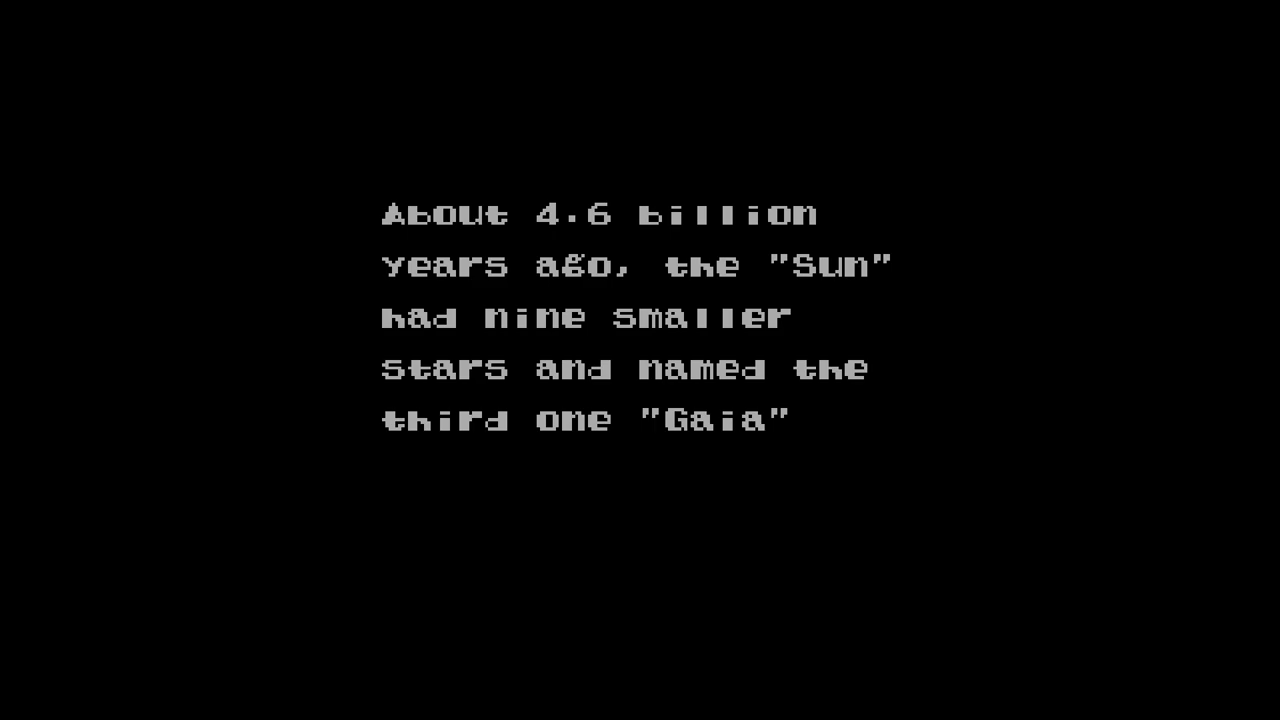 About 4.6 billion
years ago, the "Sun"
had nine smaller
stars and named the
third one "Gaia"